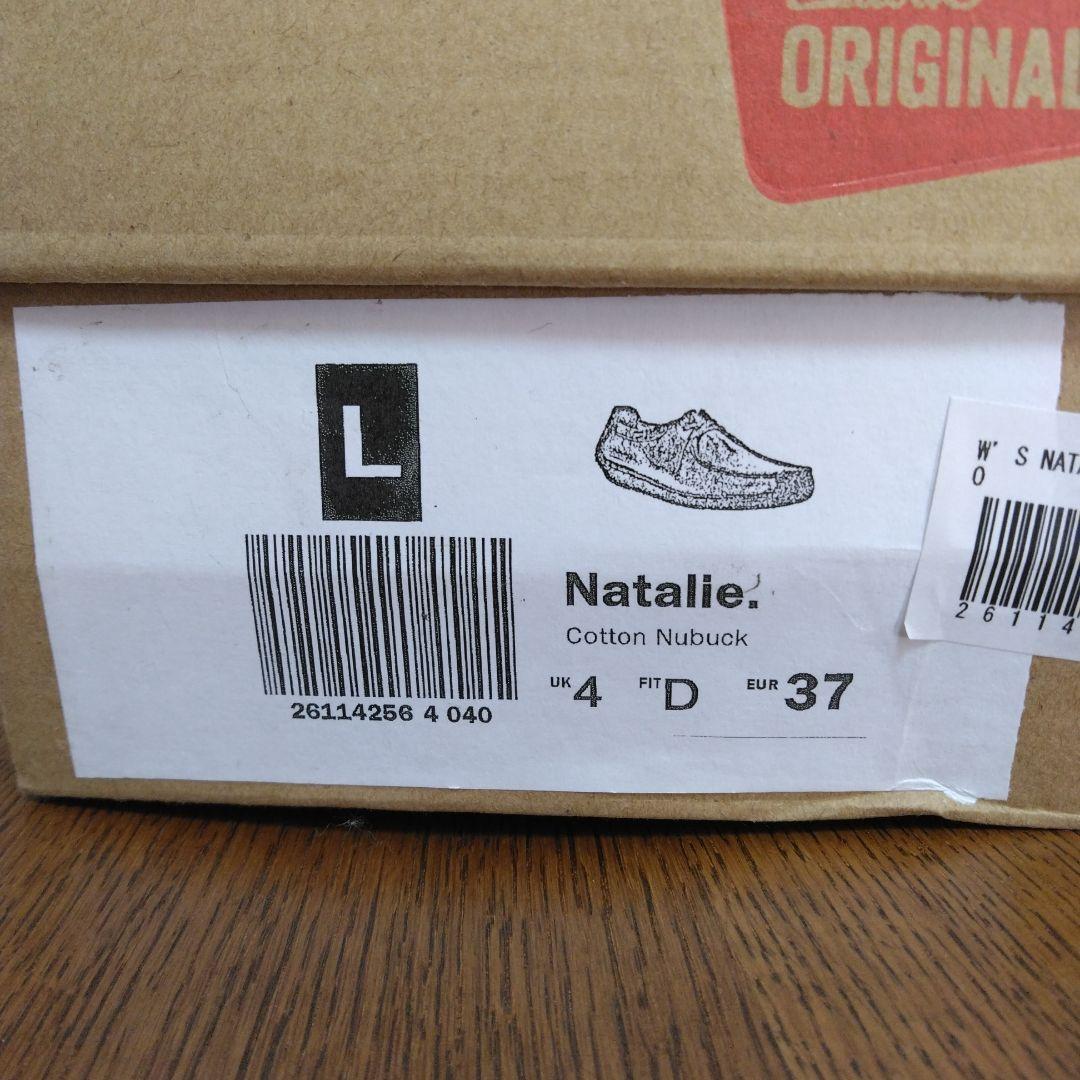 ORIGINAL
L
W' S NATA
0
Natalie.
Cotton Nubuck
26114
UK 4 FIT D EUR 37
26114256 4 040